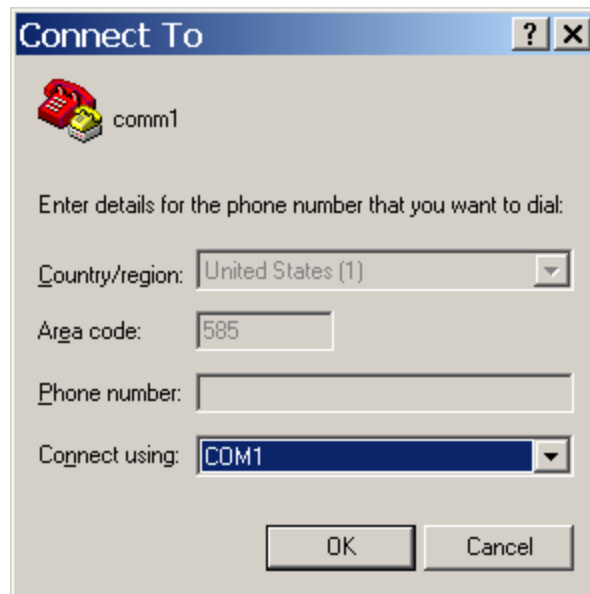 Connect To
comm1
Enter details for the phone number that you want to dial:
Country/region: United States (1)
Area code: 585
Phone number:
Connect using: COM1
OK Cancel